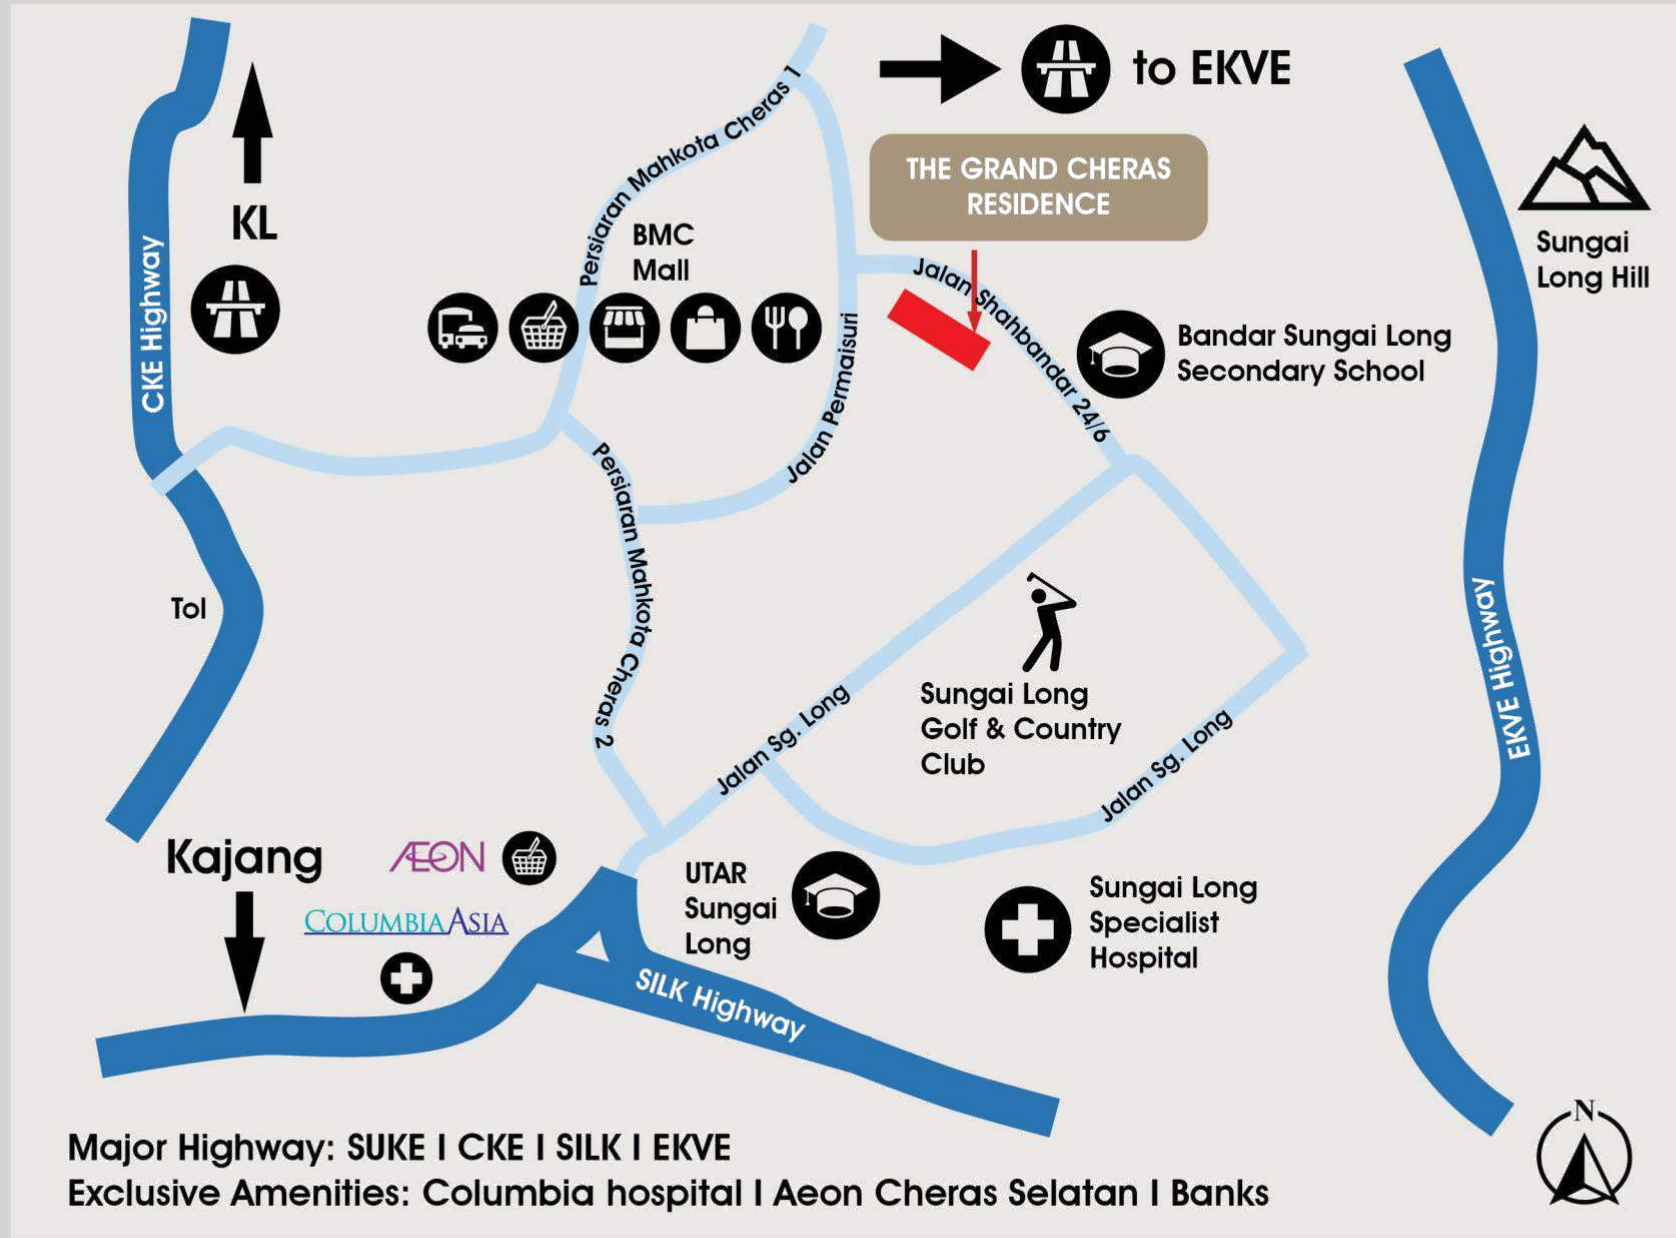 to EKVE
THE GRAND CHERAS
RESIDENCE
KL
CKE Highway
Persiaran Mahkota Cheras 1
BMC
Mall
Jalan Shahbandar 24/6
Jalan Permaisuri
Bandar Sungai Long
Secondary School
Sungai
Long Hill
Persiaran Mahkota Cheras 2
Tol
EKVE Highway
Sungai Long
Golf & Country
Club
Jalan Sg. Long
Jalan Sg. Long
Kajang
ÆON
COLUMBIA ASIA
UTAR
Sungai
Long
Sungai Long
Specialist
Hospital
SILK Highway
N
Major Highway: SUKE I CKE I SILK I EKVE
Exclusive Amenities: Columbia hospital I Aeon Cheras Selatan I Banks